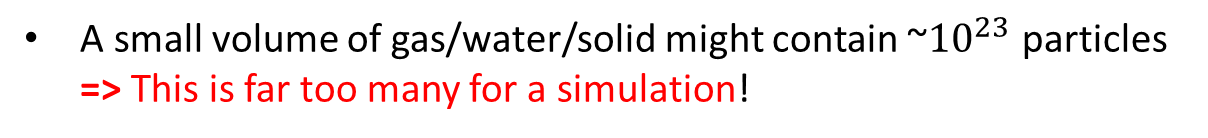 • A small volume of gas/water/solid might contain ~10²³ particles
=> This is far too many for a simulation!